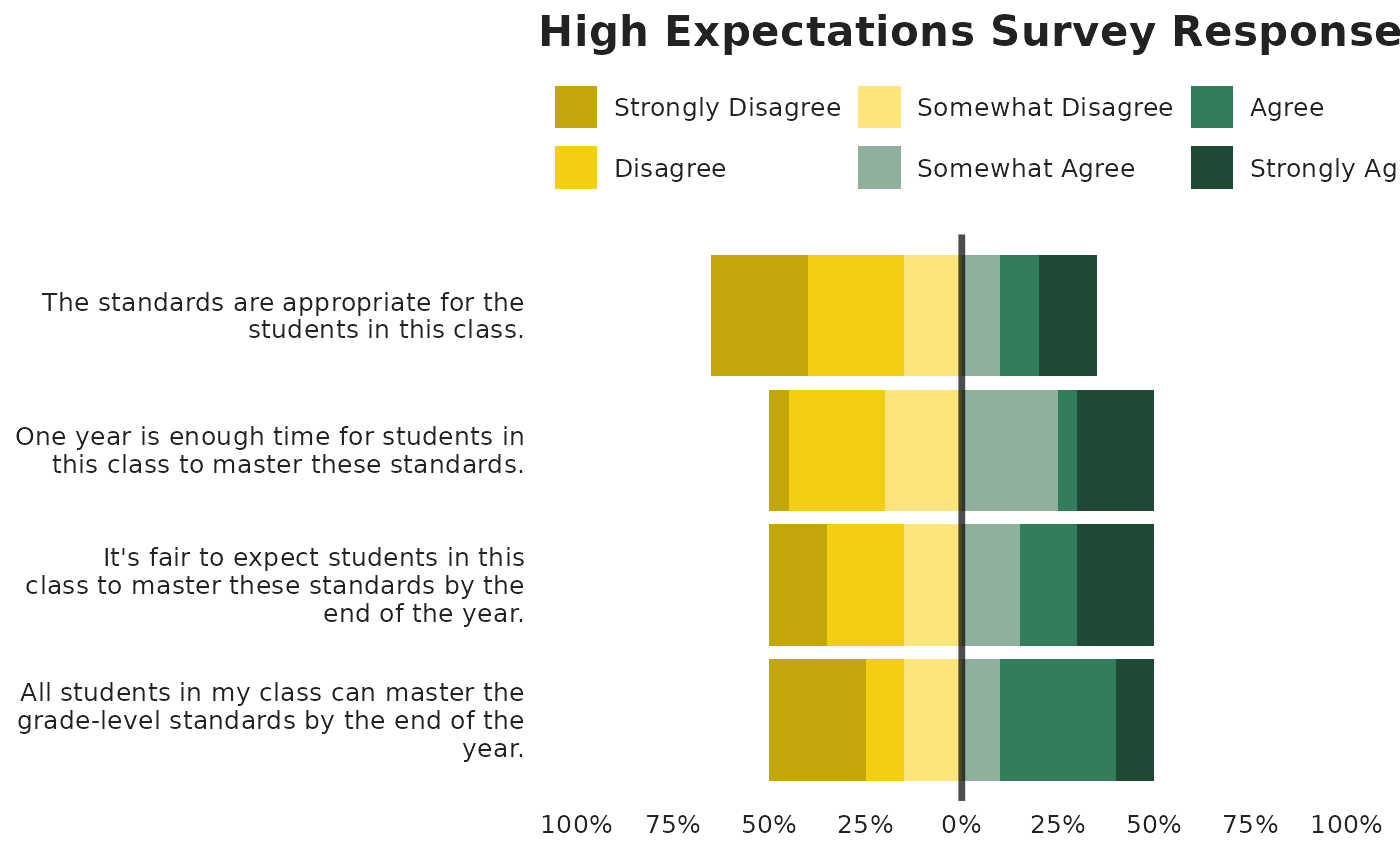 High Expectations Survey Response
Strongly Disagree
Somewhat Disagree
Agree
Disagree
Somewhat Agree
Strongly Ag
The standards are appropriate for the
students in this class.
One year is enough time for students in
this class to master these standards.
It's fair to expect students in this
class to master these standards by the
end of the year.
All students in my class can master the
grade-level standards by the end of the
year.
100% 75% 50% 25% 0% 25% 50% 75% 100%